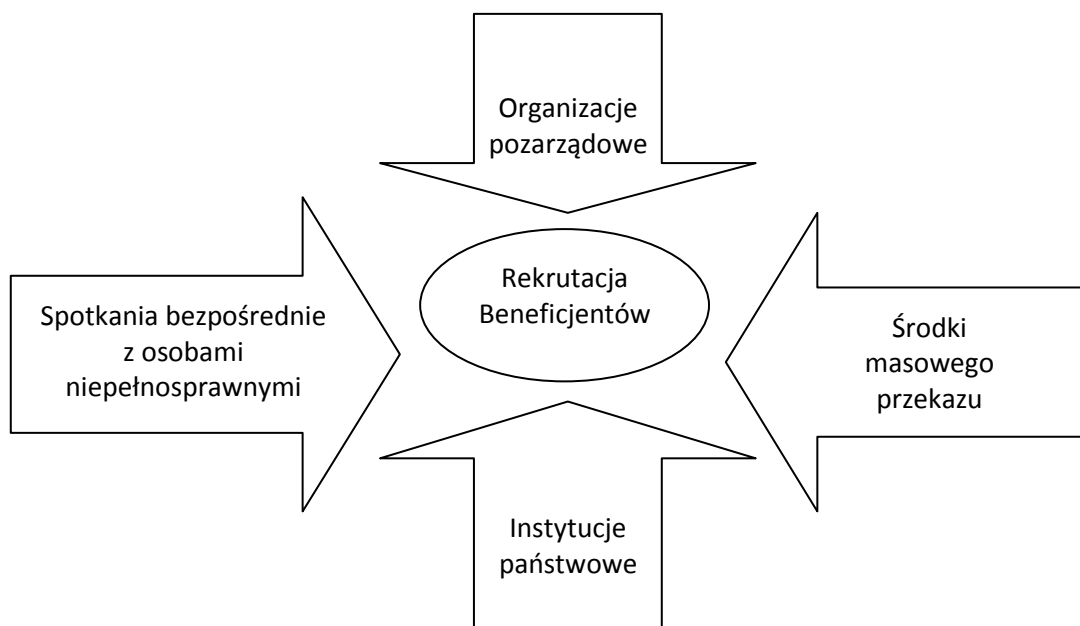 Organizacje
pozarządowe
Rekrutacja
Beneficjentów
Spotkania bezpośrednie
z osobami
niepełnosprawnymi
Środki
masowego
przekazu
Instytucje
państwowe